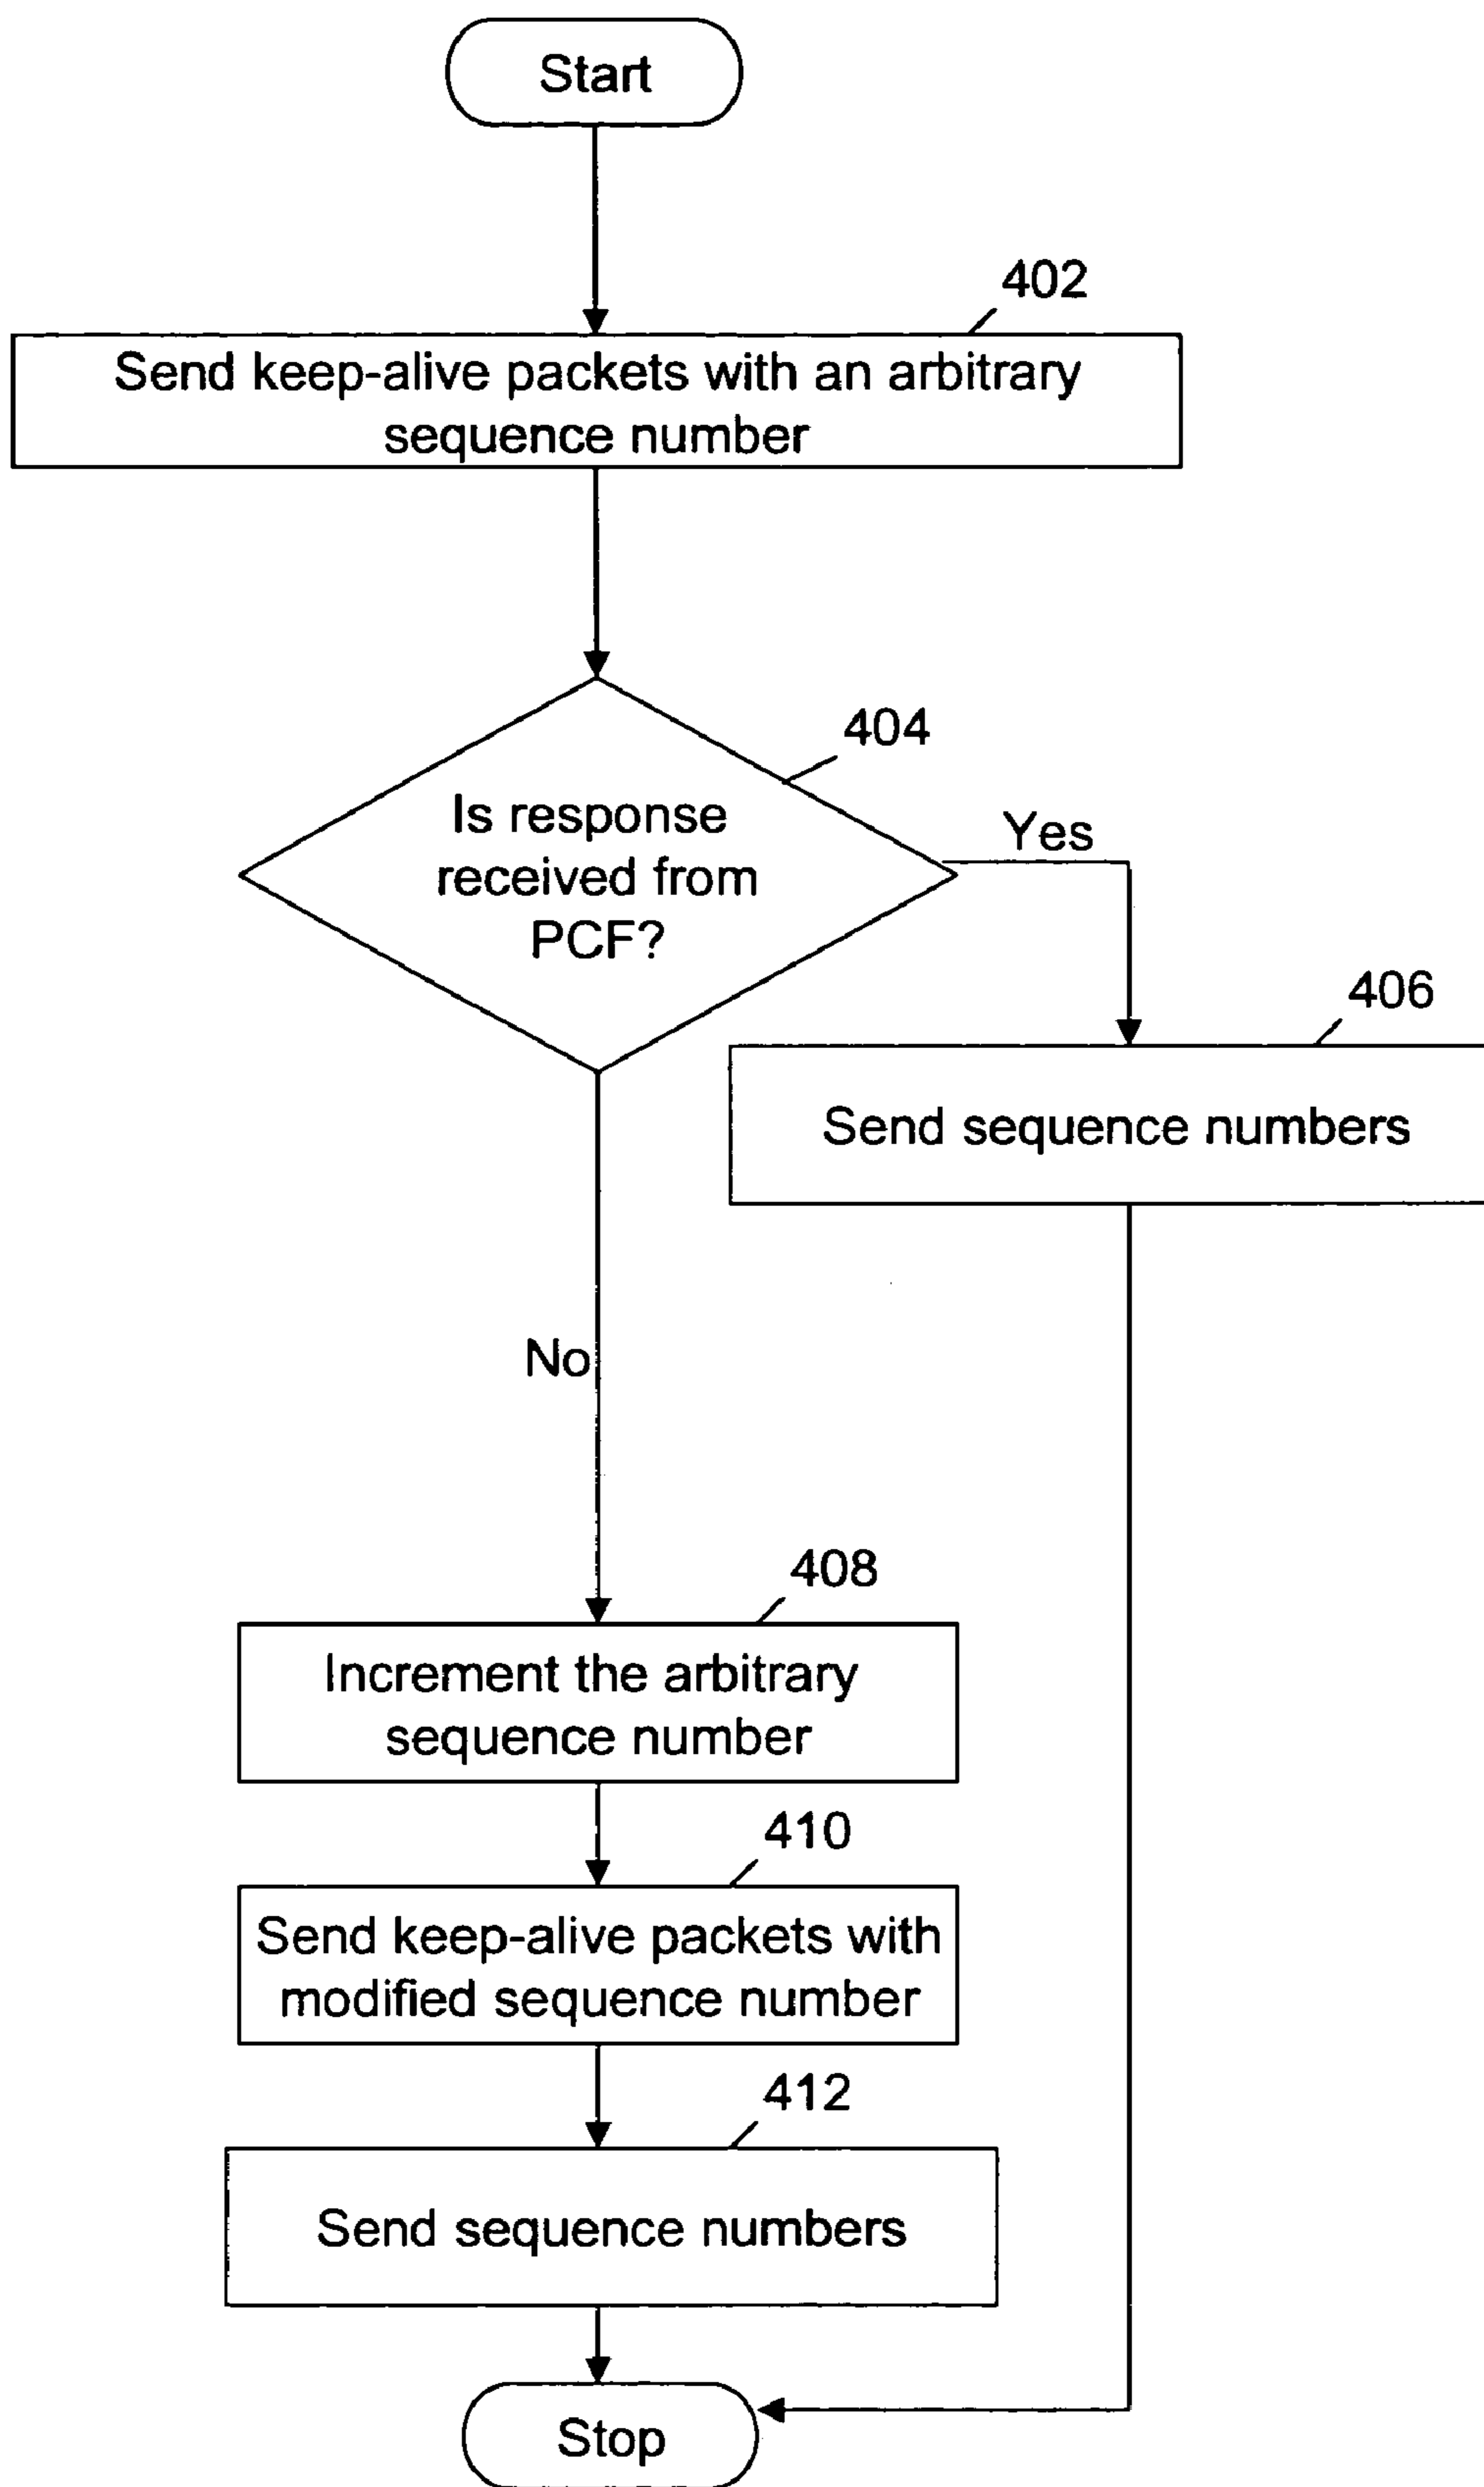 Start
402
Send keep-alive packets with an arbitrary
sequence number
404
Is response
received from
PCF?
Yes
406
Send sequence numbers
No
408
Increment the arbitrary
sequence number
410
Send keep-alive packets with
modified sequence number
412
Send sequence numbers
Stop